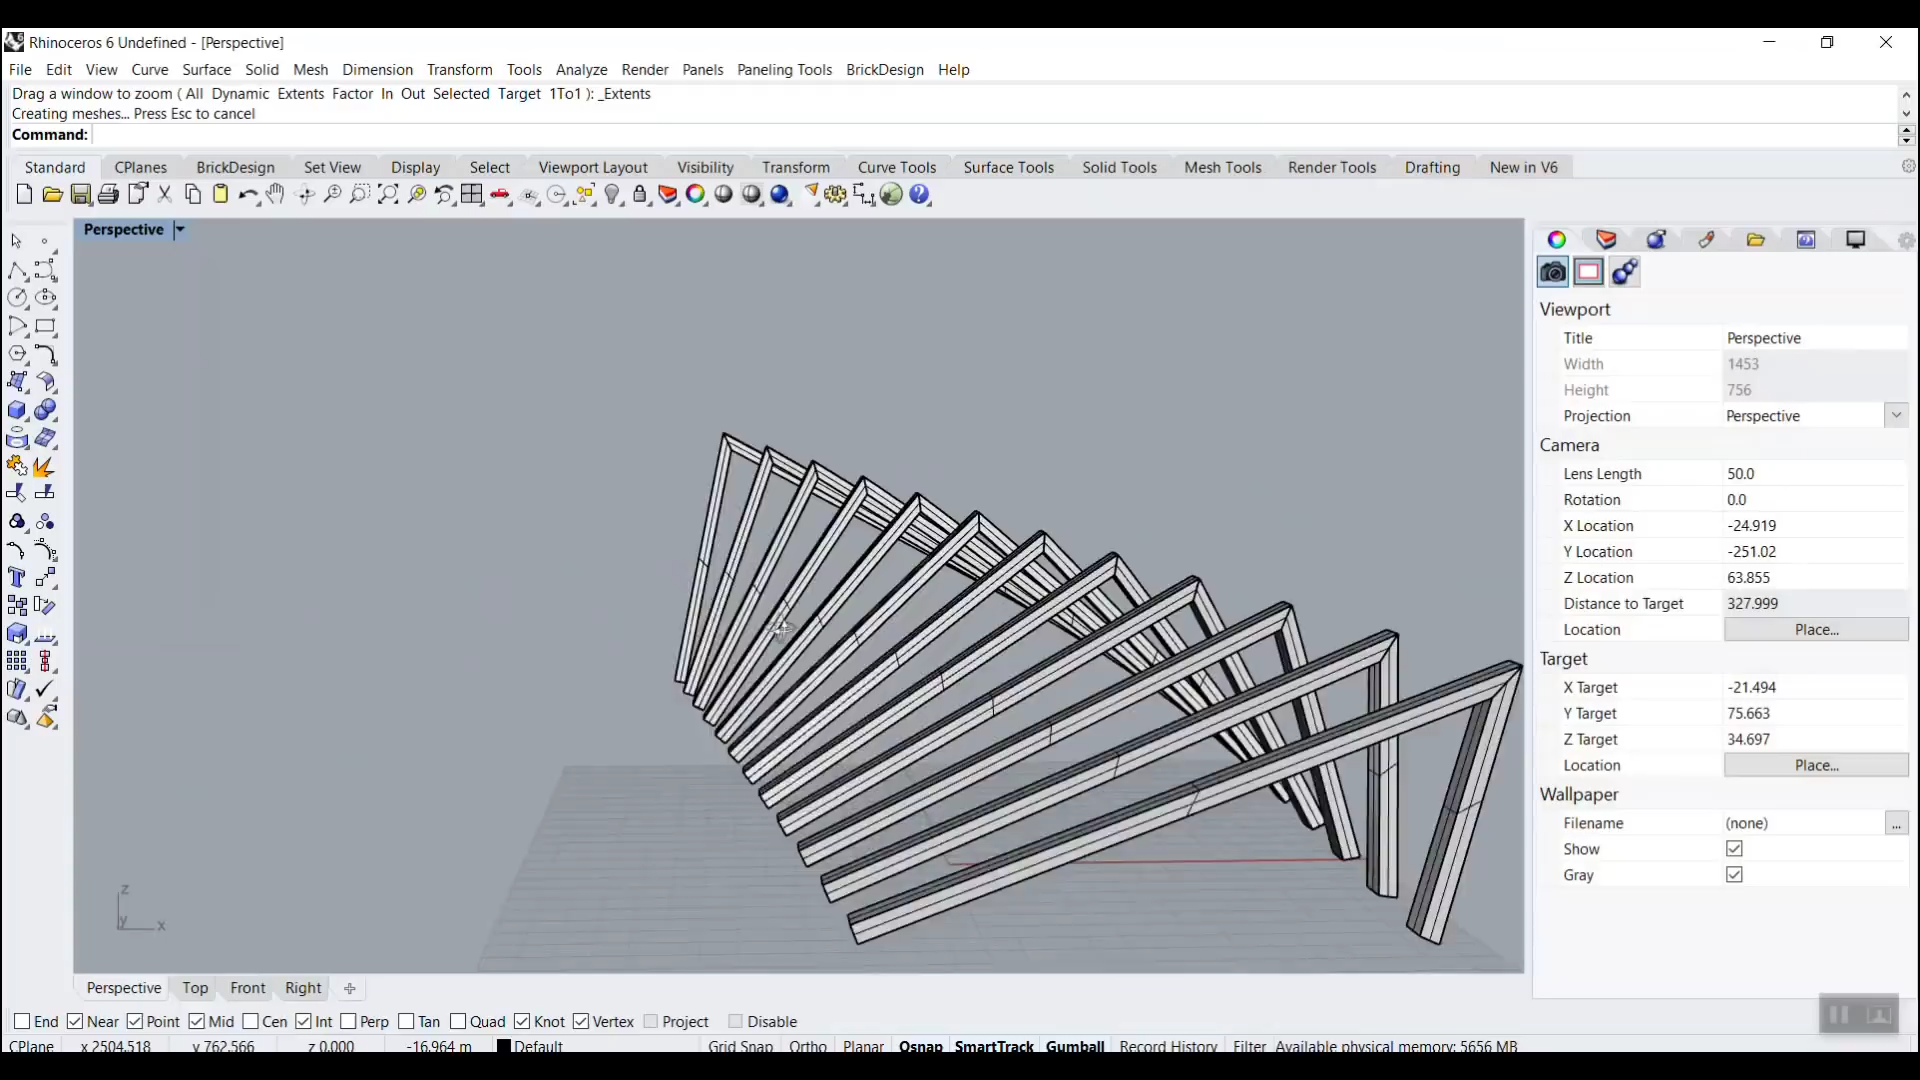 Rhinoceros 6 Undefined - [Perspective]
File Edit View Curve Surface Solid Mesh Dimension Transform Tools Analyze Render Panels Paneling Tools BrickDesign Help
Drag a window to zoom ( All Dynamic Extents Factor In Out Selected Target 1To1 ): _Extents
Creating meshes... Press Esc to cancel
Command:
Standard CPlanes BrickDesign Set View Display Select Viewport Layout Visibility Transform Curve Tools Surface Tools Solid Tools Mesh Tools Render Tools Drafting New in V6
Perspective
Viewport
Title Perspective
Width 1453
Height 756
Projection Perspective
Camera
Lens Length 50.0
Rotation 0.0
X Location -24.919
Y Location -251.02
Z Location 63.855
Distance to Target 327.999
Location Place...
Target
X Target -21.494
Y Target 75.663
Z Target 34.697
Location Place...
Wallpaper
Filename (none) ...
Show
Gray
z
y x
Perspective Top Front Right
End Near Point Mid Cen Int Perp Tan Quad Knot Vertex Project Disable
CPlane x 2504.518 y 762.566 z 0.000 -16.964 m Default Grid Snap Ortho Planar Osnap SmartTrack Gumball Record History Filter Available physical memory: 5656 MB